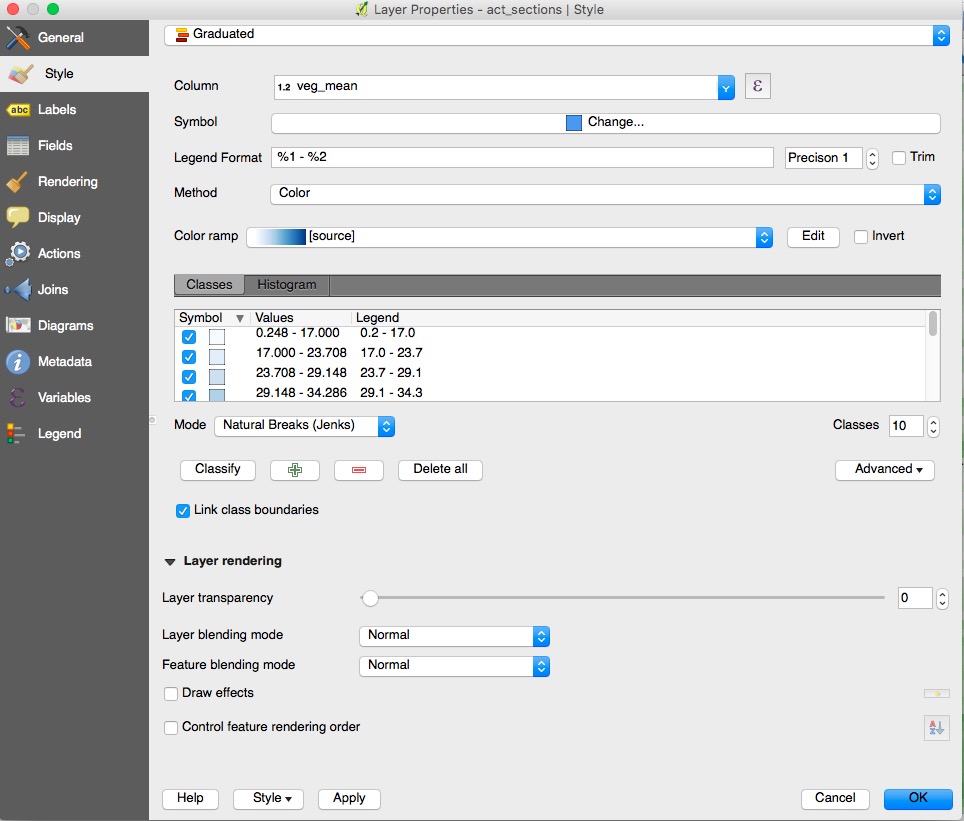 Layer Properties - act_sections | Style
General
Style
abc Labels
Fields
Rendering
Display
Actions
Joins
Diagrams
Metadata
Variables
Legend
Graduated
Column 1.2 veg_mean ε
Symbol Change...
Legend Format %1 - %2 Precison 1 Trim
Method Color
Color ramp [source] Edit Invert
Classes Histogram
Symbol Values Legend
0.248 - 17.000 0.2 - 17.0
17.000 - 23.708 17.0 - 23.7
23.708 - 29.148 23.7 - 29.1
29.148 - 34.286 29.1 - 34.3
Mode Natural Breaks (Jenks) Classes 10
Classify Delete all Advanced
Link class boundaries
Layer rendering
Layer transparency 0
Layer blending mode Normal
Feature blending mode Normal
Draw effects
Control feature rendering order
Help Style Apply Cancel OK